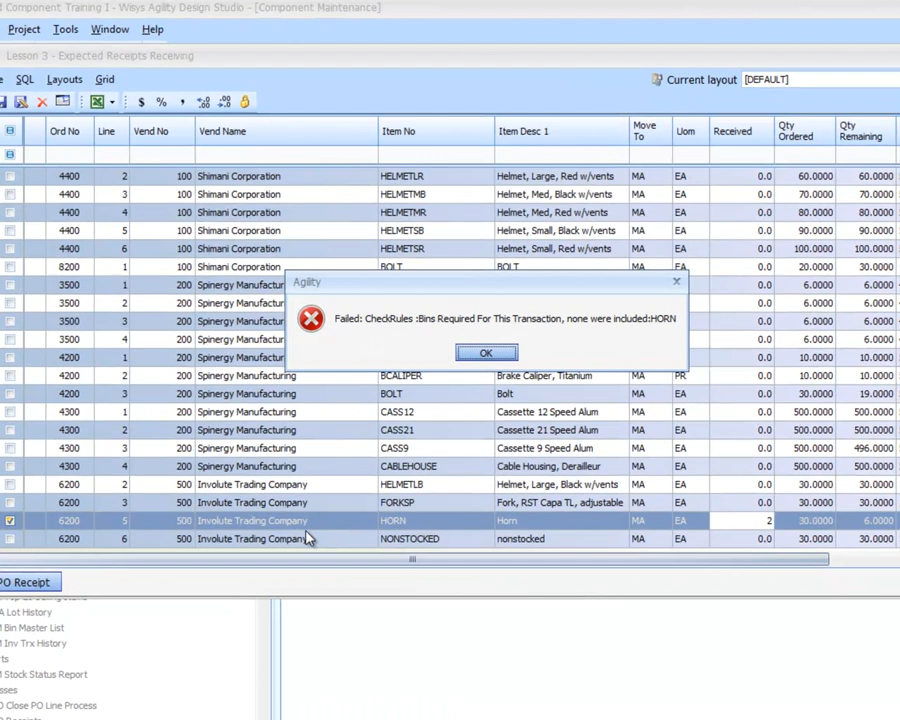 d Component Training I - Wisys Agility Design Studio - [Component Maintenance]
Project Tools Window Help
Lesson 3 - Expected Receipts Receiving
e SQL Layouts Grid Current layout [DEFAULT]
$ % ,
Ord No Line Vend No Vend Name Item No Item Desc 1 Move To Uom Received Qty Ordered Qty Remaining
4400 2 100 Shimani Corporation HELMETLR Helmet, Large, Red w/vents MA EA 0.0 60.0000 60.0000
4400 3 100 Shimani Corporation HELMETMB Helmet, Med, Black w/vents MA EA 0.0 70.0000 70.0000
4400 4 100 Shimani Corporation HELMETMR Helmet, Med, Red w/vents MA EA 0.0 80.0000 80.0000
4400 5 100 Shimani Corporation HELMETSB Helmet, Small, Black w/vents MA EA 0.0 90.0000 90.0000
4400 6 100 Shimani Corporation HELMETSR Helmet, Small, Red w/vents MA EA 0.0 100.0000 100.0000
8200 1 100 Shimani Corporation BOLT BOLT MA EA 0.0 20.0000 30.0000
3500 1 200 Spinergy Manufactur 6.0000 6.0000
3500 2 200 Spinergy Manufactur 6.0000 6.0000
3500 3 200 Spinergy Manufactur 6.0000 6.0000
3500 4 200 Spinergy Manufactur 6.0000 6.0000
4200 1 200 Spinergy Manufactur 10.0000 10.0000
4200 2 200 Spinergy Manufacturing BCALIPER Brake Caliper, Titanium MA PR 0.0 10.0000 10.0000
4200 3 200 Spinergy Manufacturing BOLT Bolt MA EA 0.0 30.0000 19.0000
4300 1 200 Spinergy Manufacturing CASS12 Cassette 12 Speed Alum MA EA 0.0 500.0000 500.0000
4300 2 200 Spinergy Manufacturing CASS21 Cassette 21 Speed Alum MA EA 0.0 500.0000 500.0000
4300 3 200 Spinergy Manufacturing CASS9 Cassette 9 Speed Alum MA EA 0.0 500.0000 496.0000
4300 4 200 Spinergy Manufacturing CABLEHOUSE Cable Housing, Derailleur MA EA 0.0 500.0000 500.0000
6200 2 500 Involute Trading Company HELMETLB Helmet, Large, Black w/vents MA EA 0.0 30.0000 30.0000
6200 3 500 Involute Trading Company FORKSP Fork, RST Capa TL, adjustable MA EA 0.0 30.0000 30.0000
6200 5 500 Involute Trading Company HORN Horn MA EA 2 30.0000 6.0000
6200 6 500 Involute Trading Company NONSTOCKED nonstocked MA EA 0.0 30.0000 30.0000
Agility
Failed: CheckRules :Bins Required For This Transaction, none were included:HORN
OK
PO Receipt
A Lot History
M Bin Master List
M Inv Trx History
rts
M Stock Status Report
esses
O Close PO Line Process